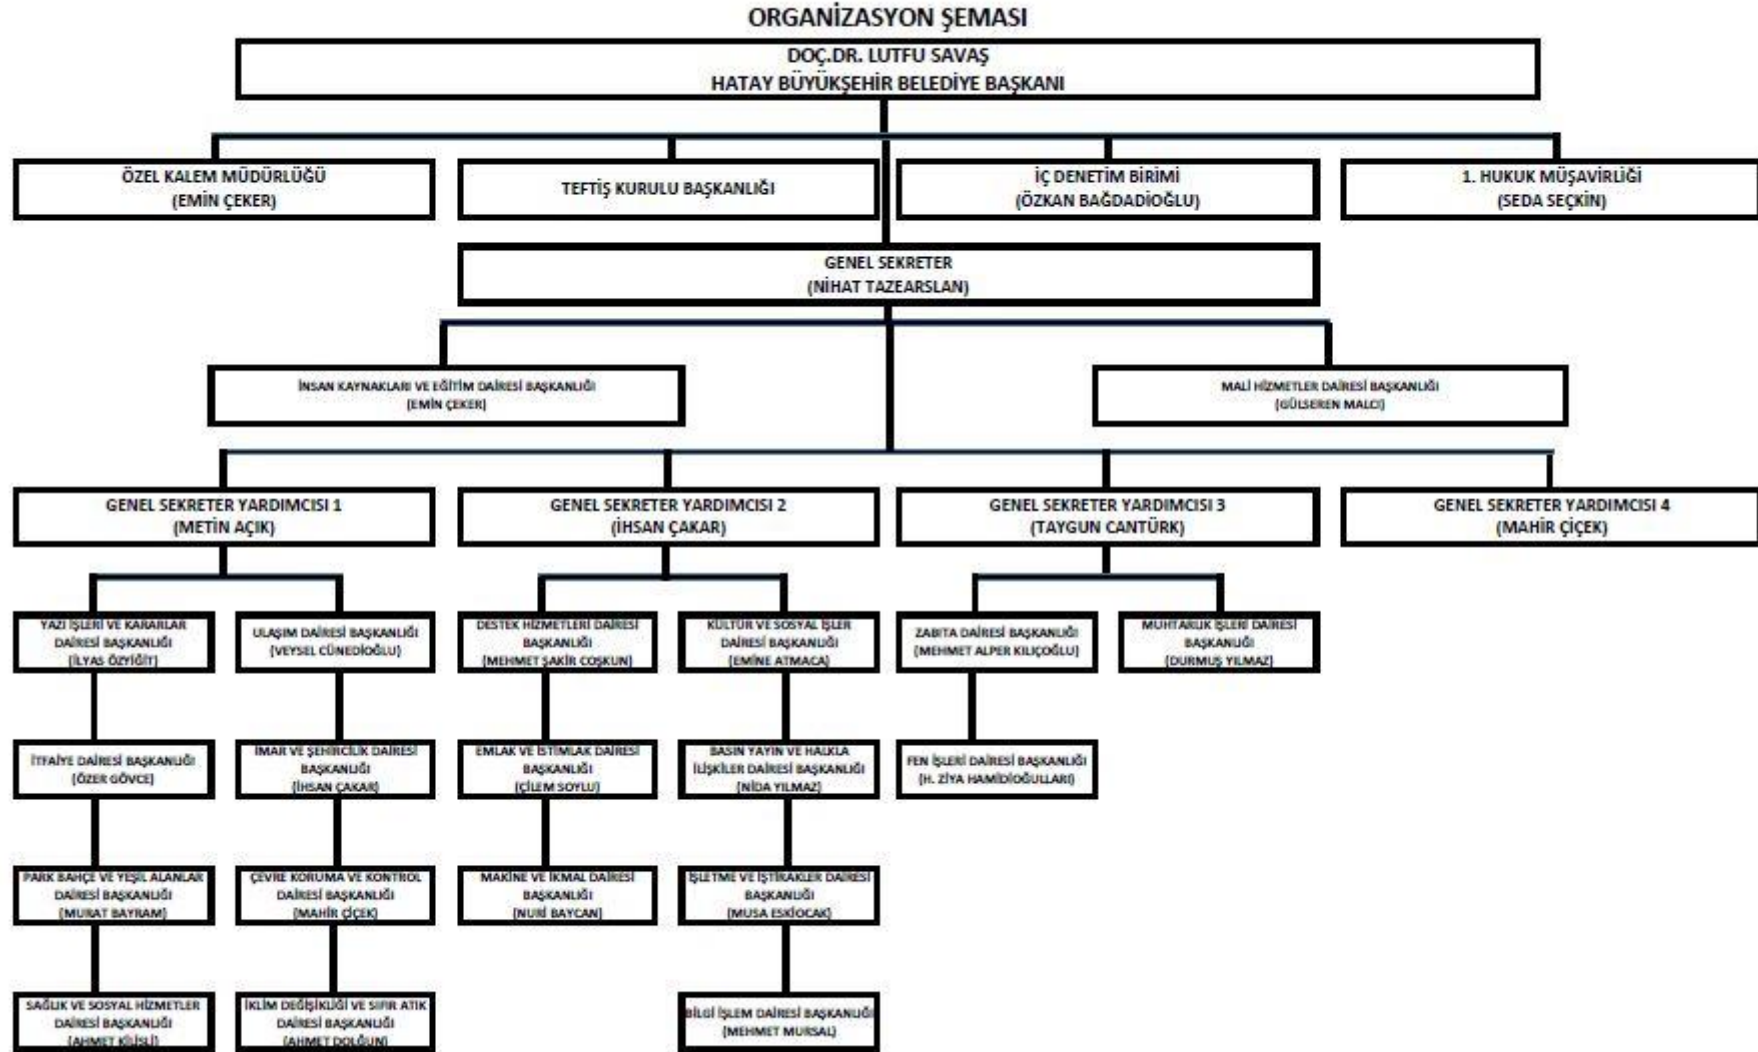 ORGANİZASYON ŞEMASI
DOÇ.DR. LUTFU SAVAŞ
HATAY BÜYÜKŞEHİR BELEDİYE BAŞKANI
ÖZEL KALEM MÜDÜRLÜĞÜ
(EMİN ÇEKER)
TEFTİŞ KURULU BAŞKANLIĞI
İÇ DENETİM BİRİMİ
(ÖZKAN BAĞDADİOĞLU)
1. HUKUK MÜŞAVİRLİĞİ
(SEDA SEÇKİN)
GENEL SEKRETER
(NİHAT TAZEARSLAN)
İNSAN KAYNAKLARI VE EĞİTİM DAİRESİ BAŞKANLIĞI
(EMİN ÇEKER)
MALİ HİZMETLER DAİRESİ BAŞKANLIĞI
(GÜLSEREN MALCI)
GENEL SEKRETER YARDIMCISI 1
(METİN AÇIK)
GENEL SEKRETER YARDIMCISI 2
(İHSAN ÇAKAR)
GENEL SEKRETER YARDIMCISI 3
(TAYGUN CANTÜRK)
GENEL SEKRETER YARDIMCISI 4
(MAHİR ÇİÇEK)
YAZI İŞLERİ VE KARARLAR
DAİRESİ BAŞKANLIĞI
(İLYAS ÖZYİĞİT)
ULAŞIM DAİRESİ BAŞKANLIĞI
(VEYSEL CÜNEDİOĞLU)
DESTEK HİZMETLERİ DAİRESİ
BAŞKANLIĞI
(MEHMET ŞAKİR COŞKUN)
KÜLTÜR VE SOSYAL İŞLER
DAİRESİ BAŞKANLIĞI
(EMİNE ATMACA)
ZABITA DAİRESİ BAŞKANLIĞI
(MEHMET ALPER KILIÇOĞLU)
MUHTARLIK İŞLERİ DAİRESİ
BAŞKANLIĞI
(DURMUŞ YILMAZ)
İTFAİYE DAİRESİ BAŞKANLIĞI
(ÖZER GÖVCE)
İMAR VE ŞEHİRCİLİK DAİRESİ
BAŞKANLIĞI
(İHSAN ÇAKAR)
EMLAK VE İSTİMLAK DAİRESİ
BAŞKANLIĞI
(ÇİLEM SOYLU)
BASIN YAYIN VE HALKLA
İLİŞKİLER DAİRESİ BAŞKANLIĞI
(NİDA YILMAZ)
FEN İŞLERİ DAİRESİ BAŞKANLIĞI
(H. ZİYA HAMİDİOĞULLARI)
PARK BAHÇE VE YEŞİL ALANLAR
DAİRESİ BAŞKANLIĞI
(MURAT BAYRAM)
ÇEVRE KORUMA VE KONTROL
DAİRESİ BAŞKANLIĞI
(MAHİR ÇİÇEK)
MAKİNE VE İKMAL DAİRESİ
BAŞKANLIĞI
(NURİ BAYCAN)
İŞLETME VE İŞTİRAKLER DAİRESİ
BAŞKANLIĞI
(MUSA ESKİOCAK)
SAĞLIK VE SOSYAL HİZMETLER
DAİRESİ BAŞKANLIĞI
(AHMET KİLİSLİ)
İKLİM DEĞİŞİKLİĞİ VE SIFIR ATIK
DAİRESİ BAŞKANLIĞI
(AHMET DOLĞUN)
BİLGİ İŞLEM DAİRESİ BAŞKANLIĞI
(MEHMET MURSAL)